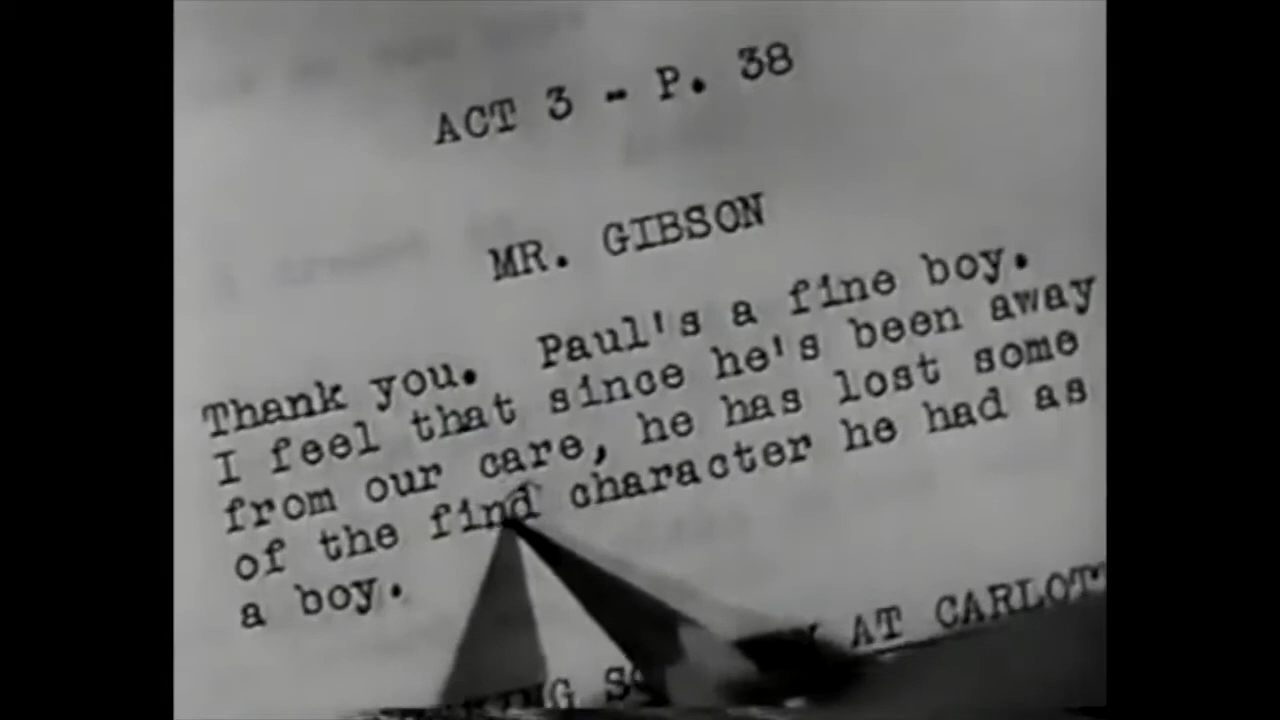 ACT 3 - P. 38
MR. GIBSON
Thank you. Paul's a fine boy.
I feel that since he's been away
from our care, he has lost some
of the find character he had as
a boy.
AT CARLOT